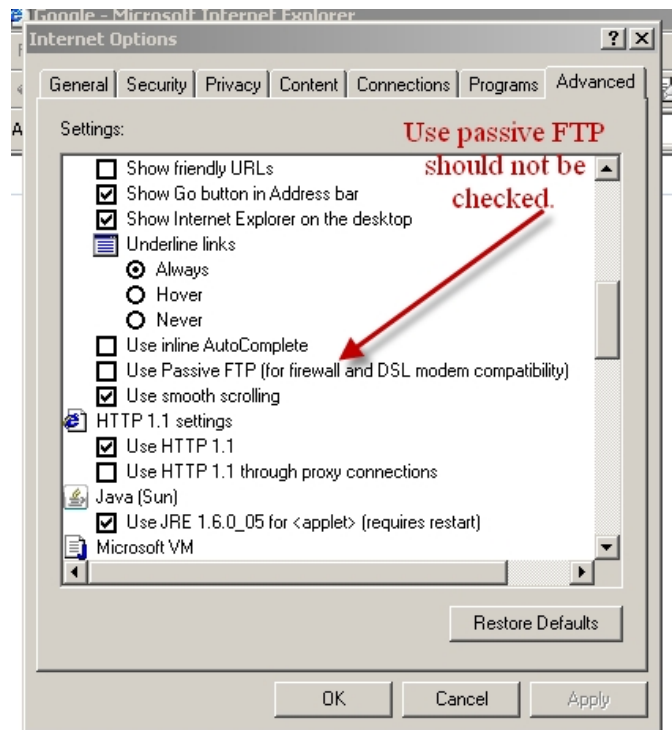 Google - Microsoft Internet Explorer
Internet Options
General Security Privacy Content Connections Programs Advanced
Settings:
Use passive FTP
should not be
checked.
Show friendly URLs
Show Go button in Address bar
Show Internet Explorer on the desktop
Underline links
Always
Hover
Never
Use inline AutoComplete
Use Passive FTP (for firewall and DSL modem compatibility)
Use smooth scrolling
HTTP 1.1 settings
Use HTTP 1.1
Use HTTP 1.1 through proxy connections
Java (Sun)
Use JRE 1.6.0_05 for <applet> (requires restart)
Microsoft VM
Restore Defaults
OK Cancel Apply